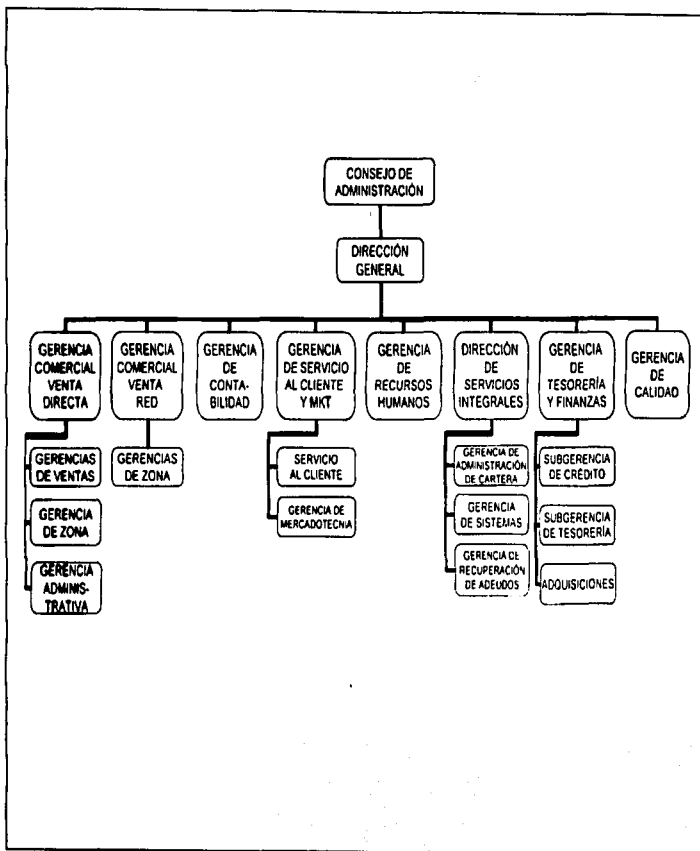 CONSEJO DE
ADMINISTRACIÓN
DIRECCIÓN
GENERAL
GERENCIA
COMERCIAL
VENTA
DIRECTA
GERENCIA
COMERCIAL
VENTA
RED
GERENCIA
DE
CONTA-
BILIDAD
GERENCIA
DE SERVICIO
AL CLIENTE
Y MKT
GERENCIA
DE
RECURSOS
HUMANOS
DIRECCIÓN
DE
SERVICIOS
INTEGRALES
GERENCIA
DE
TESORERÍA
Y FINANZAS
GERENCIA
DE
CALIDAD
GERENCIAS
DE VENTAS
GERENCIA
DE ZONA
GERENCIA
ADMINIS-
TRATIVA
GERENCIAS
DE ZONA
SERVICIO
AL CLIENTE
GERENCIA DE
MERCADOTECNIA
GERENCIA DE
ADMINISTRACIÓN
DE CARTERA
GERENCIA
DE SISTEMAS
GERENCIA DE
RECUPERACIÓN
DE ADEUDOS
SUBGERENCIA
DE CRÉDITO
SUBGERENCIA
DE TESORERÍA
ADQUISICIONES